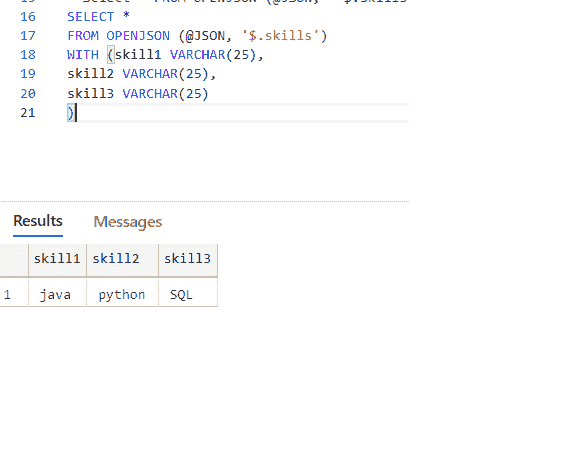 15 Select * FROM OPENJSON (@JSON, '$.skills
16 SELECT *
17 FROM OPENJSON (@JSON, '$.skills')
18 WITH (skill1 VARCHAR(25),
19 skill2 VARCHAR(25),
20 skill3 VARCHAR(25)
21 )
Results Messages
skill1 skill2 skill3
1 java python SQL